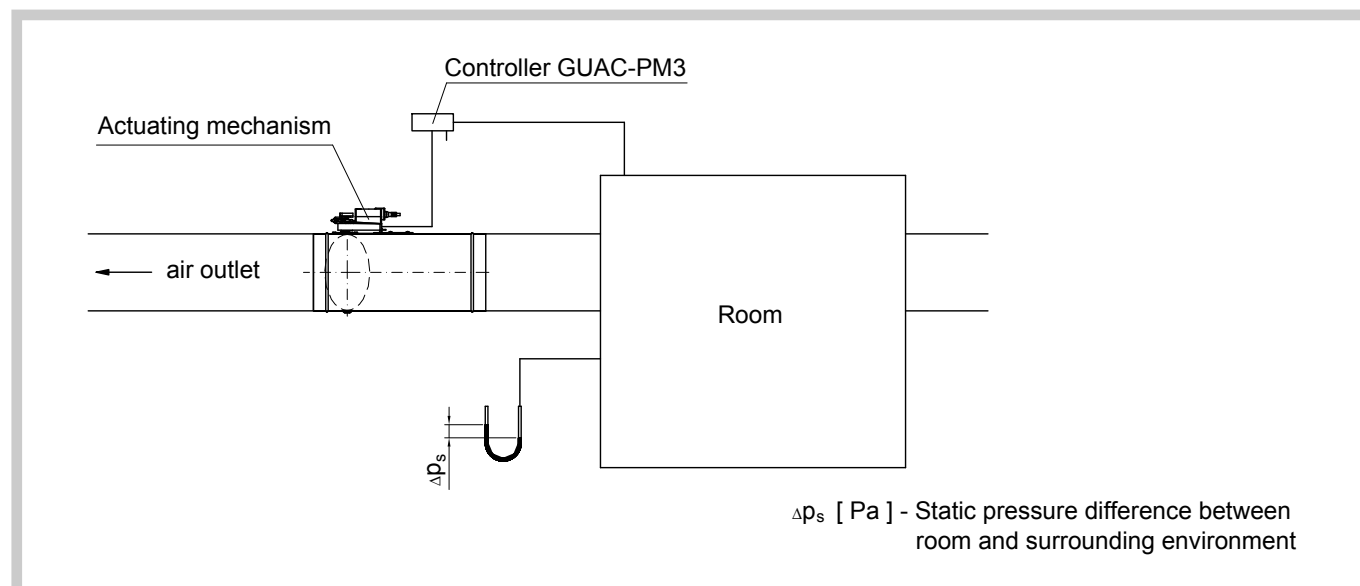 Controller GUAC-PM3
Actuating mechanism
air outlet
Room
Δpₛ
Δpₛ [ Pa ] - Static pressure difference between
room and surrounding environment